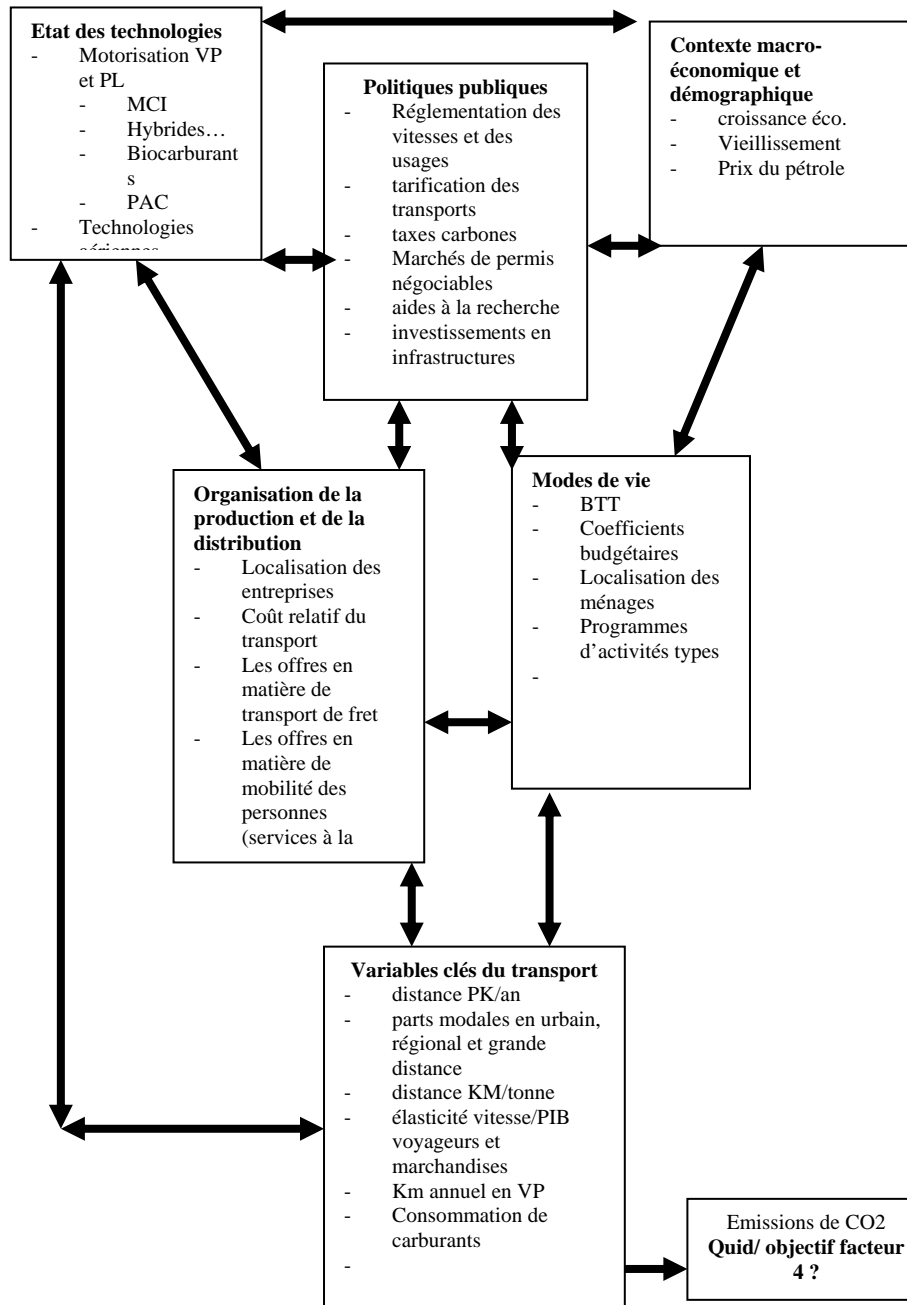 Etat des technologies
- Motorisation VP
et PL
- MCI
- Hybrides…
- Biocarburant
s
- PAC
- Technologies
aériennes
Politiques publiques
- Réglementation des
vitesses et des
usages
- tarification des
transports
- taxes carbones
- Marchés de permis
négociables
- aides à la recherche
- investissements en
infrastructures
Contexte macro-
économique et
démographique
- croissance éco.
- Vieillissement
- Prix du pétrole
Organisation de la
production et de la
distribution
- Localisation des
entreprises
- Coût relatif du
transport
- Les offres en
matière de
transport de fret
- Les offres en
matière de
mobilité des
personnes
(services à la
Modes de vie
- BTT
- Coefficients
budgétaires
- Localisation des
ménages
- Programmes
d’activités types
-
Variables clés du transport
- distance PK/an
- parts modales en urbain,
régional et grande
distance
- distance KM/tonne
- élasticité vitesse/PIB
voyageurs et
marchandises
- Km annuel en VP
- Consommation de
carburants
-
Emissions de CO2
Quid/ objectif facteur
4 ?